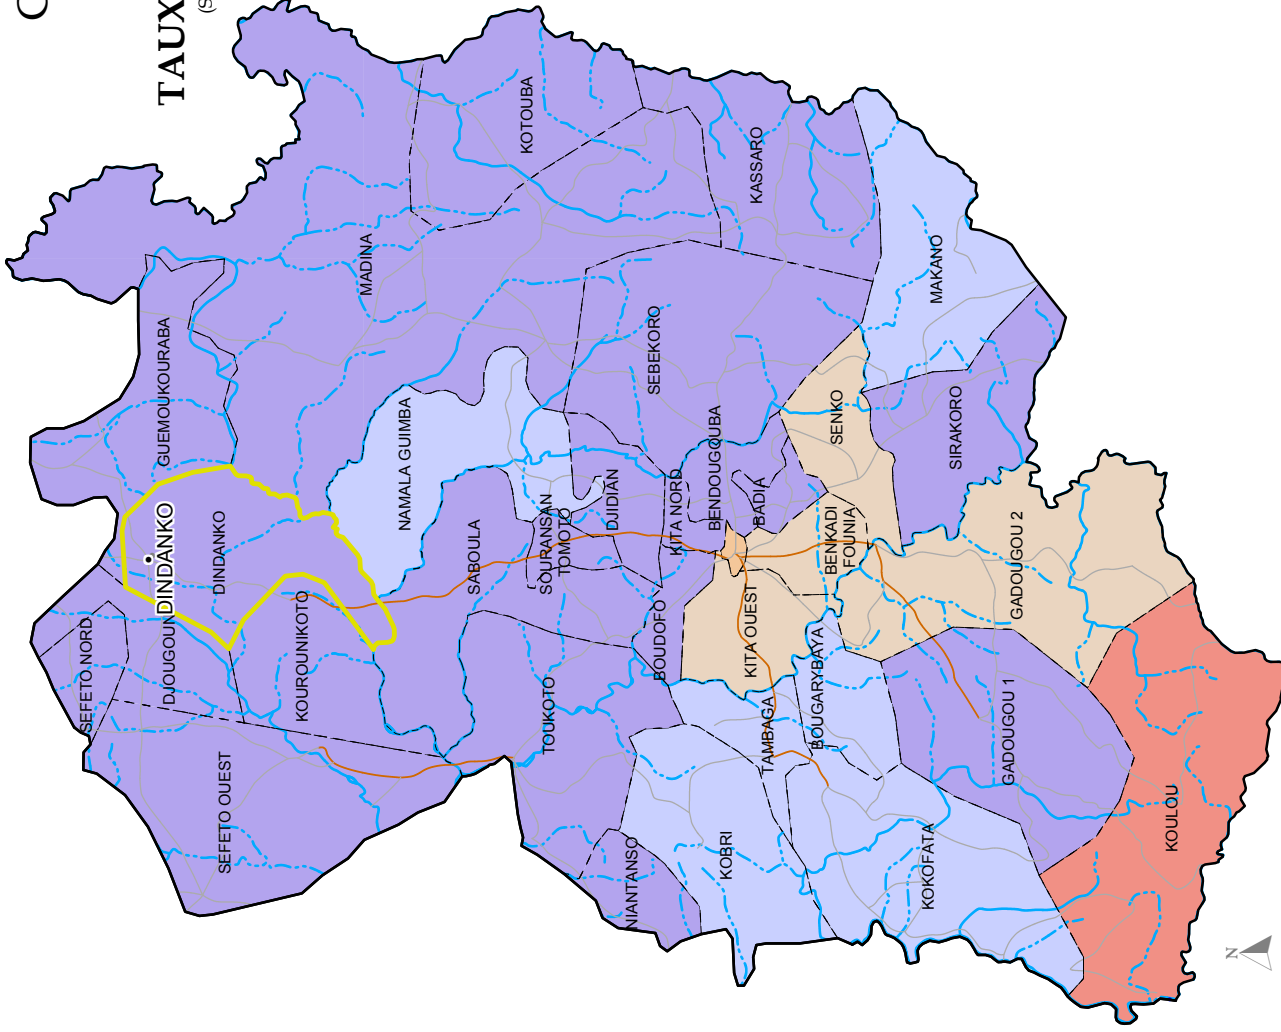 C
TAUX
(S
KOTOUBA
KASSARO
MADINA
MAKANO
GUEMOUKOURABA
SEBEKORO
SENKO
SIRAKORO
NAMALA GUIMBA
BENDOUGOUBA
DINDANKO
DINDANKO
SABOULA
SOURANSAN
TOMOTO
DJIDIAN
KITA NORD
BADIA
BENKADI
FOUNIA
GADOUGOU 2
DJOUGOUN
SEFETO NORD
KOUROUNIKOTO
BOUDOFO
KITA OUEST
BOUGARYBAYA
TOUKOTO
TAMBAGA
GADOUGOU 1
SEFETO OUEST
KOULOU
NIANTANSO
KOBRI
KOKOFATA
N